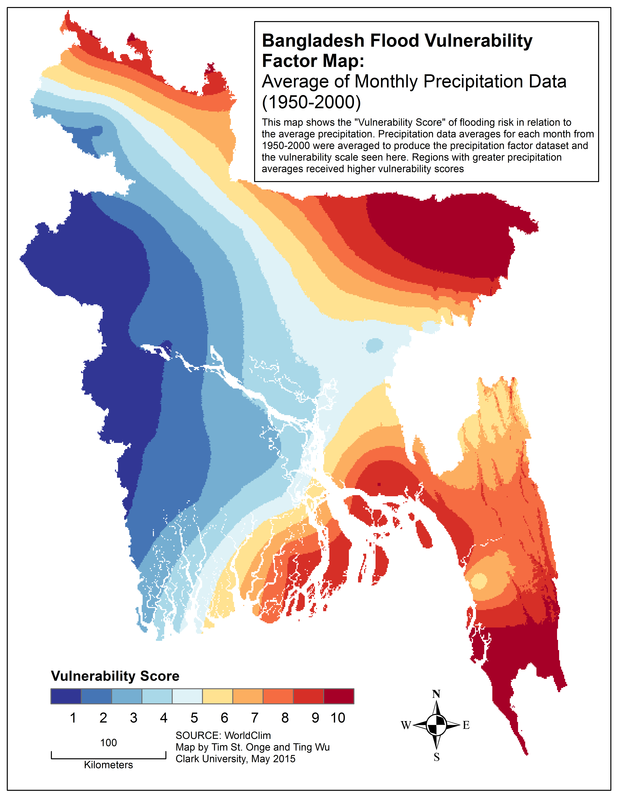 Bangladesh Flood Vulnerability
Factor Map:
Average of Monthly Precipitation Data
(1950-2000)
This map shows the "Vulnerability Score" of flooding risk in relation to
the average precipitation. Precipitation data averages for each month from
1950-2000 were averaged to produce the precipitation factor dataset and
the vulnerability scale seen here. Regions with greater precipitation
averages received higher vulnerability scores
Vulnerability Score
1 2 3 4 5 6 7 8 9 10
100
Kilometers
SOURCE: WorldClim
Map by Tim St. Onge and Ting Wu
Clark University, May 2015
N
W E
S